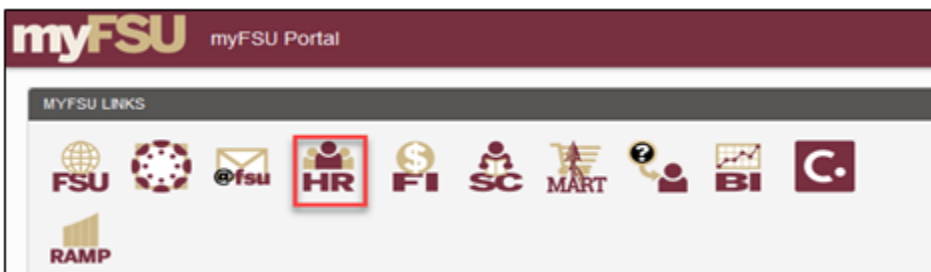 myFSU myFSU Portal
MYFSU LINKS
FSU @fsu HR $ FI SC MART ? BI C.
RAMP